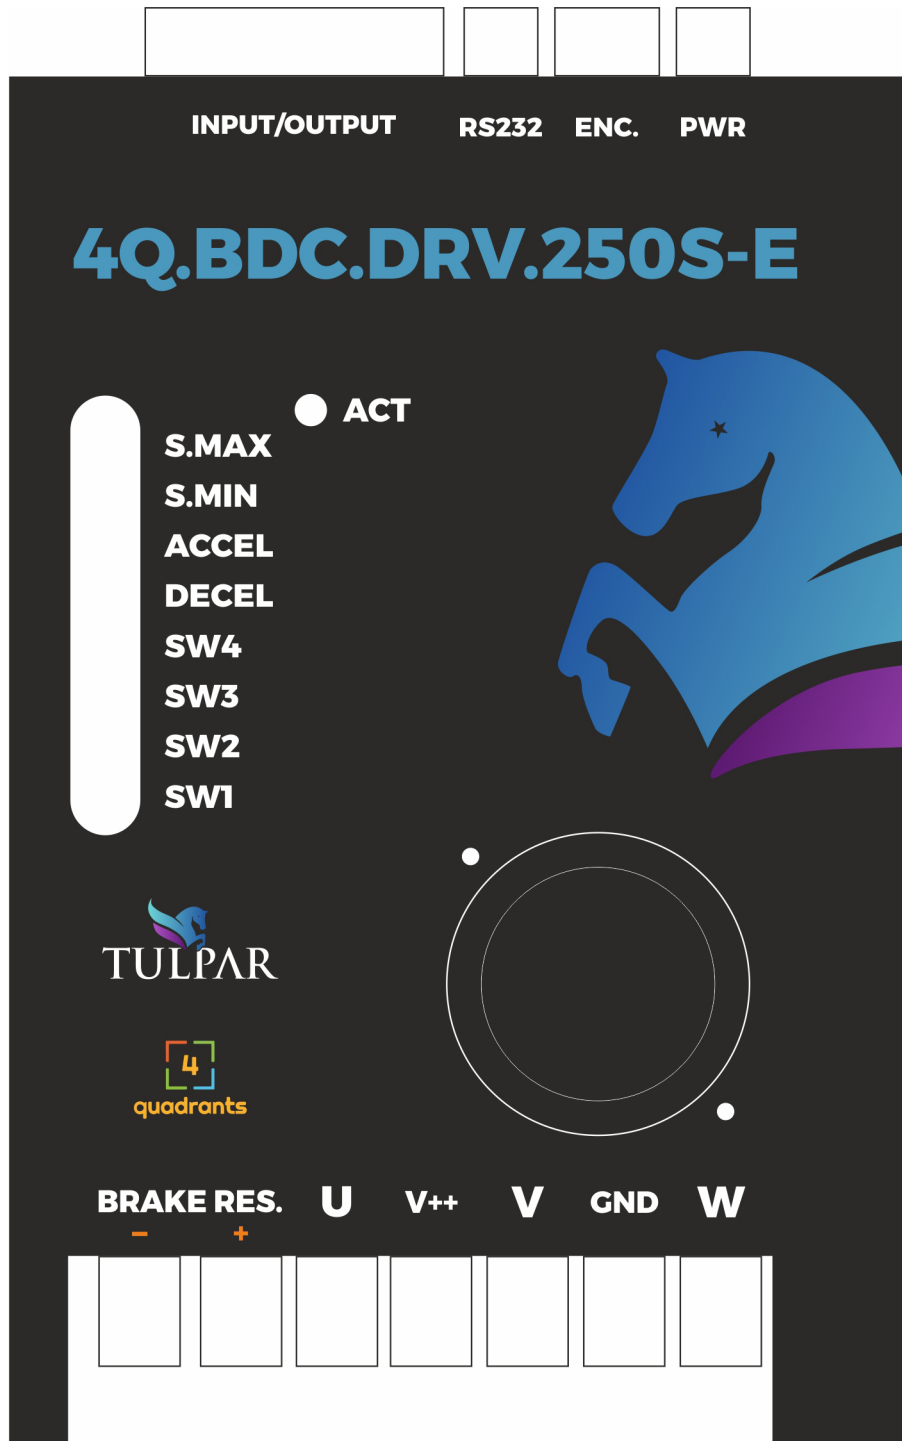 INPUT/OUTPUT RS232 ENC. PWR
4Q.BDC.DRV.250S-E
ACT
S.MAX
S.MIN
ACCEL
DECEL
SW4
SW3
SW2
SW1
TULPAR
4
quadrants
BRAKE RES. U V++ V GND W
- +